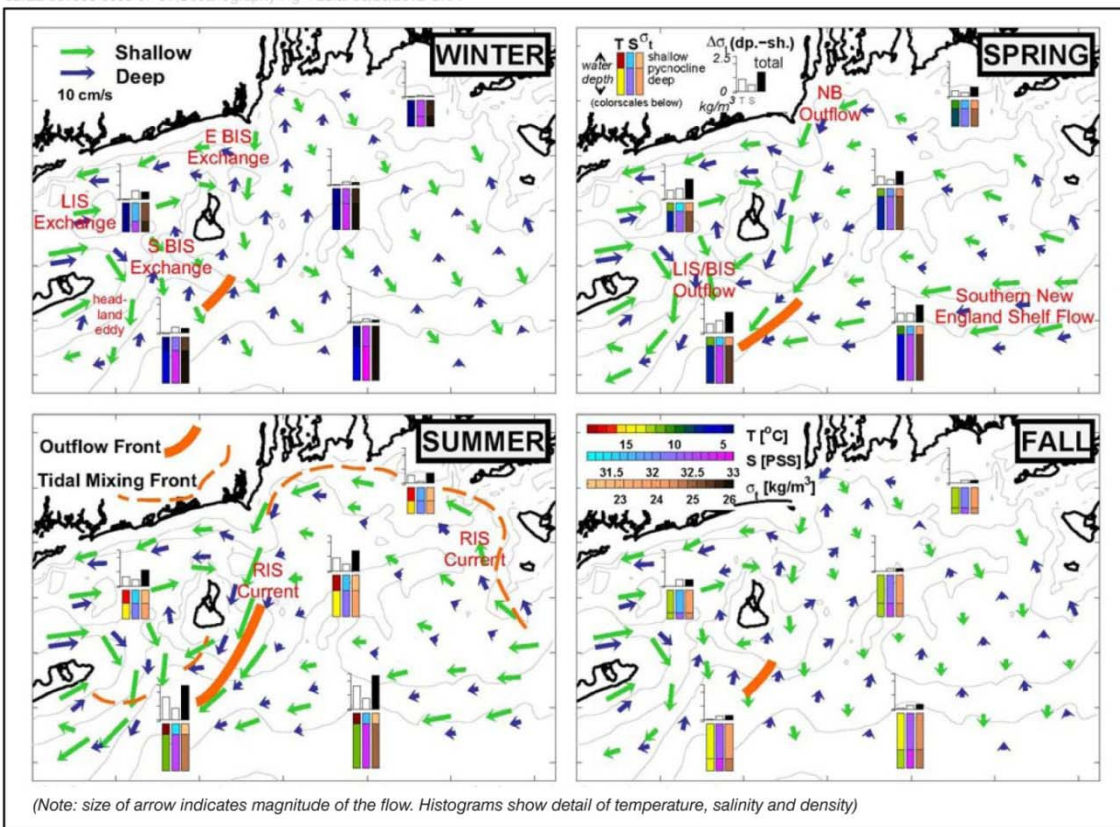 Shallow
Deep
10 cm/s
WINTER
E BIS
Exchange
LIS
Exchange
S BIS
Exchange
head-
land
eddy
T S σt
water
depth
shallow
pycnocline
deep
(colorscales below)
Δσt(dp.-sh.)
2.5
total
0
T S
kg/m3
SPRING
NB
Outflow
LIS/BIS
Outflow
Southern New
England Shelf Flow
Outflow Front
Tidal Mixing Front
SUMMER
RIS
Current
RIS
Current
15 10 5
T [°C]
S [PSS]
31.5 32 32.5 33
σt [kg/m3]
23 24 25 26
FALL
(Note: size of arrow indicates magnitude of the flow. Histograms show detail of temperature, salinity and density)